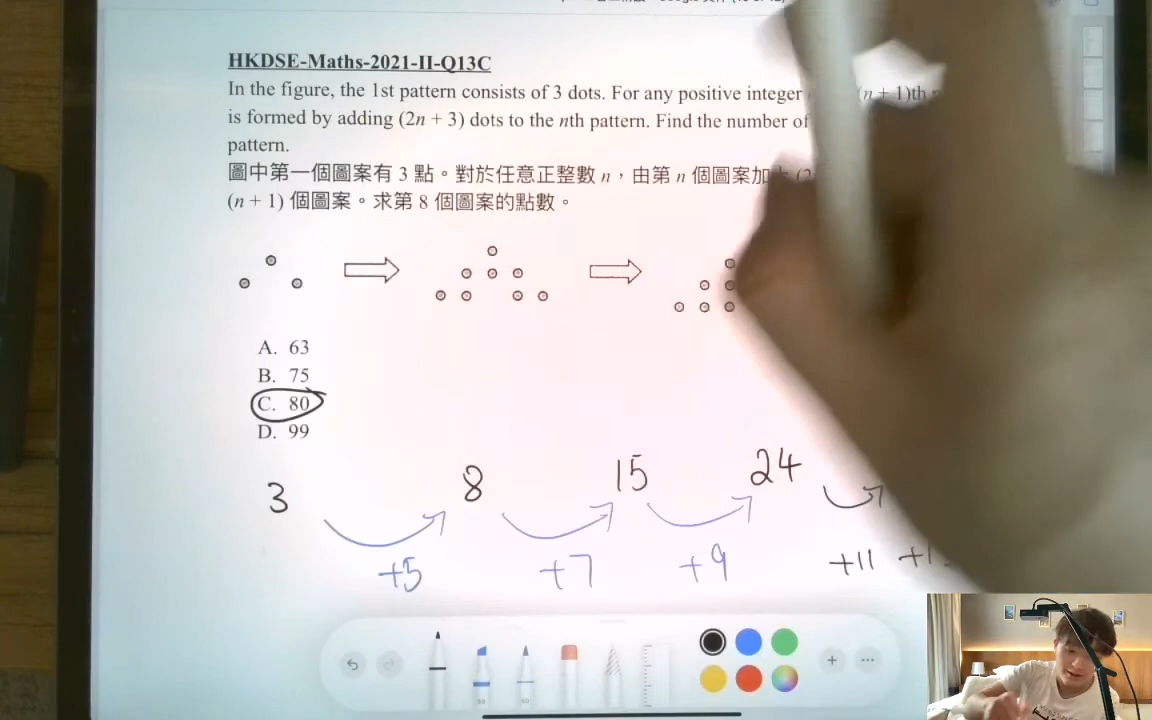 HKDSE-Maths-2021-II-Q13C
In the figure, the 1st pattern consists of 3 dots. For any positive integer (n + 1)th
is formed by adding (2n + 3) dots to the nth pattern. Find the number of
pattern.
圖中第一個圖案有 3 點。對於任意正整數 n，由第 n 個圖案加
(n + 1) 個圖案。求第 8 個圖案的點數。
A. 63
B. 75
C. 80
D. 99
3 8 15 24
+5 +7 +9 +11
50 50